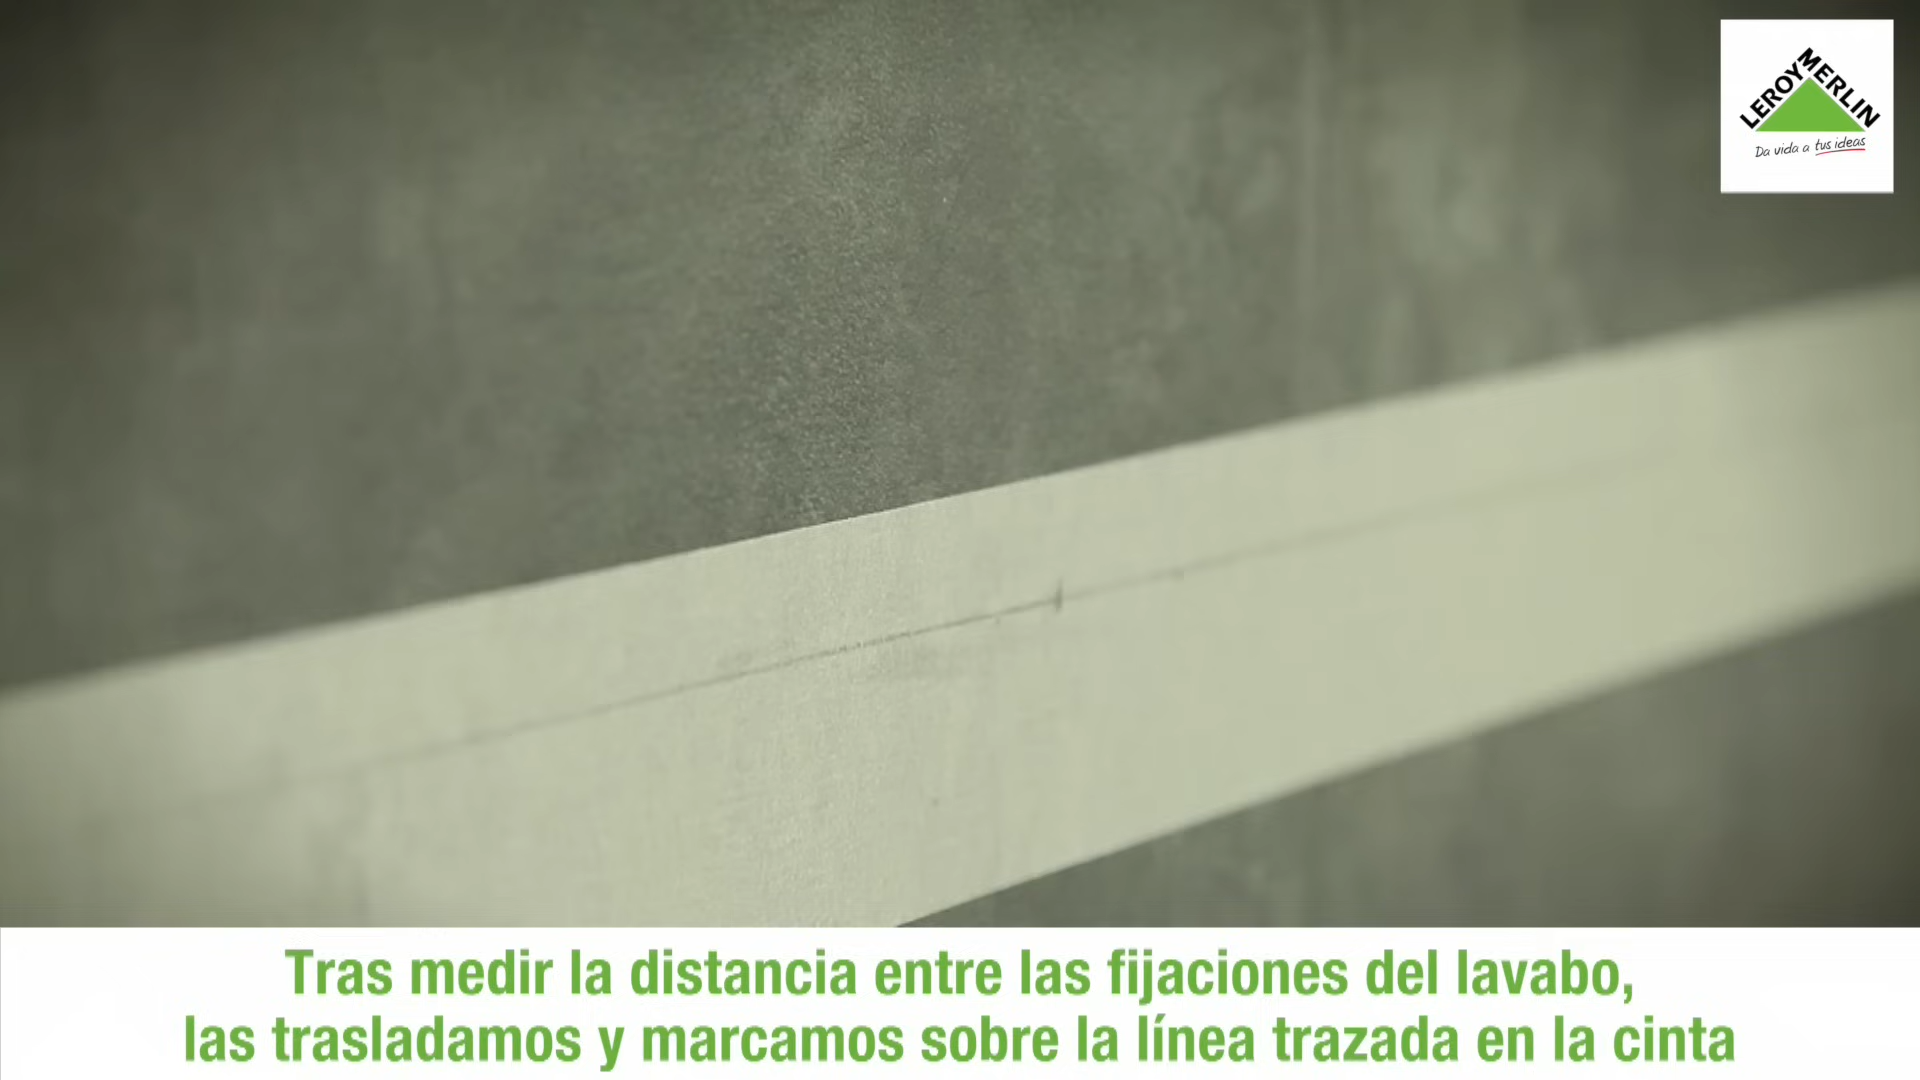 LEROY MERLIN
Da vida a tus ideas
Tras medir la distancia entre las fijaciones del lavabo,
las trasladamos y marcamos sobre la línea trazada en la cinta